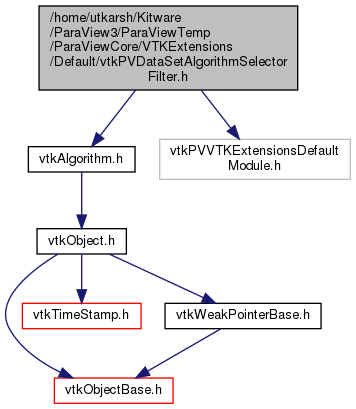 /home/utkarsh/Kitware
/ParaView3/ParaViewTemp
/ParaViewCore/VTKExtensions
/Default/vtkPVDataSetAlgorithmSelector
Filter.h
vtkAlgorithm.h
vtkPVVTKExtensionsDefault
Module.h
vtkObject.h
vtkTimeStamp.h
vtkWeakPointerBase.h
vtkObjectBase.h